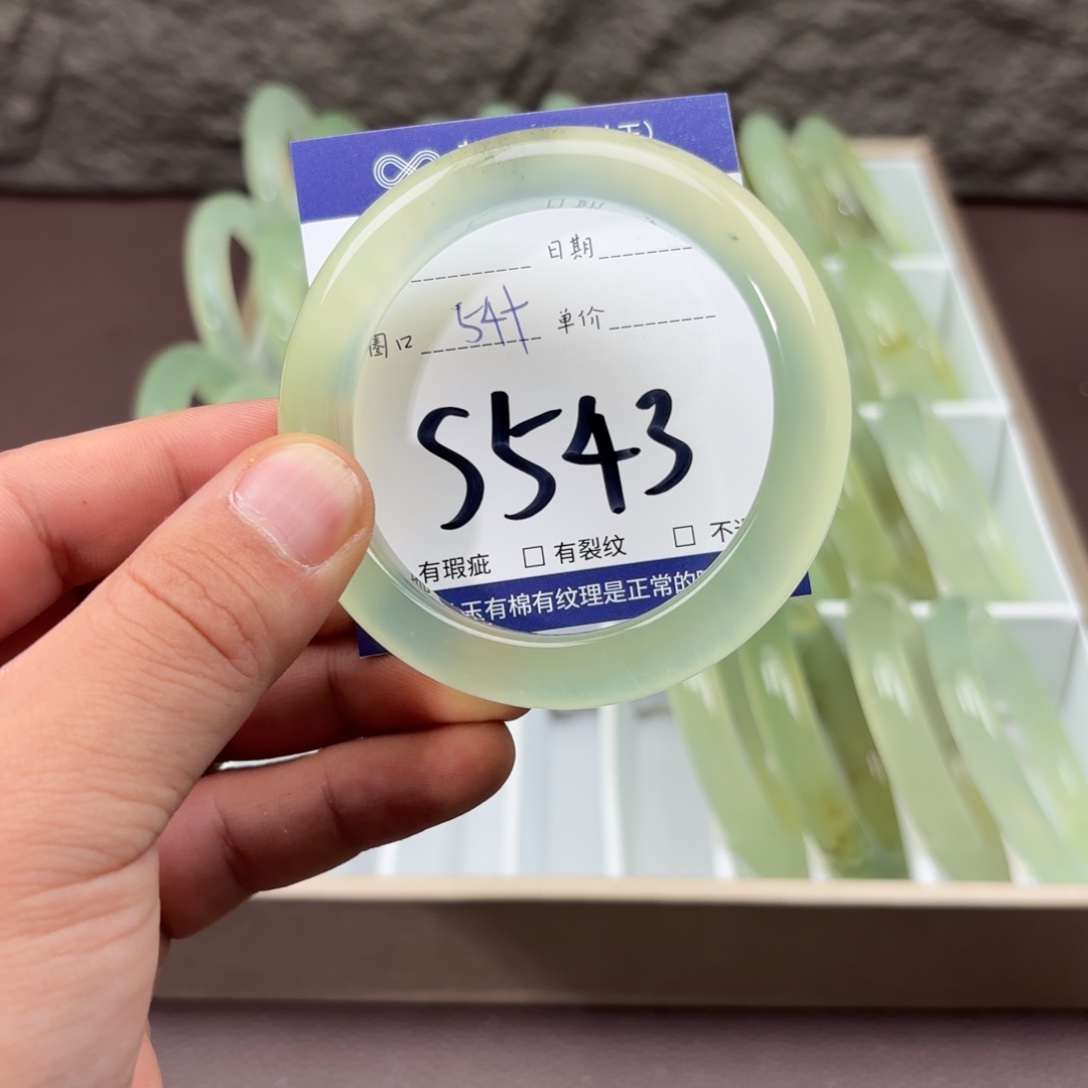 日期
圈口 54+ 单价
S543
有瑕疵 □ 有裂纹 □ 不
玉有棉有纹理是正常的